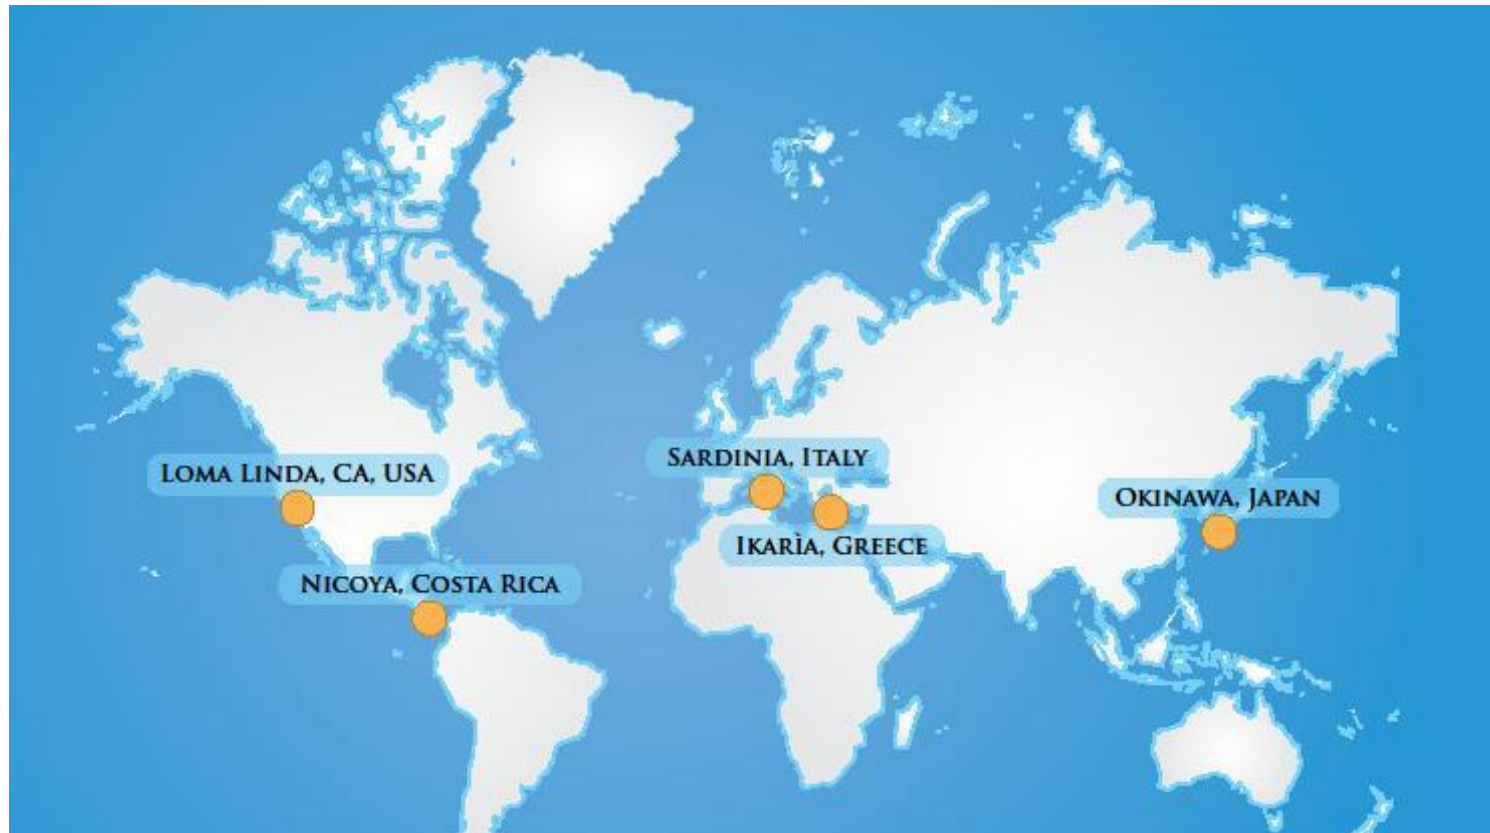 Sardinia, Italy
Loma Linda, CA, USA
Okinawa, Japan
Ikarìa, Greece
Nicoya, Costa Rica